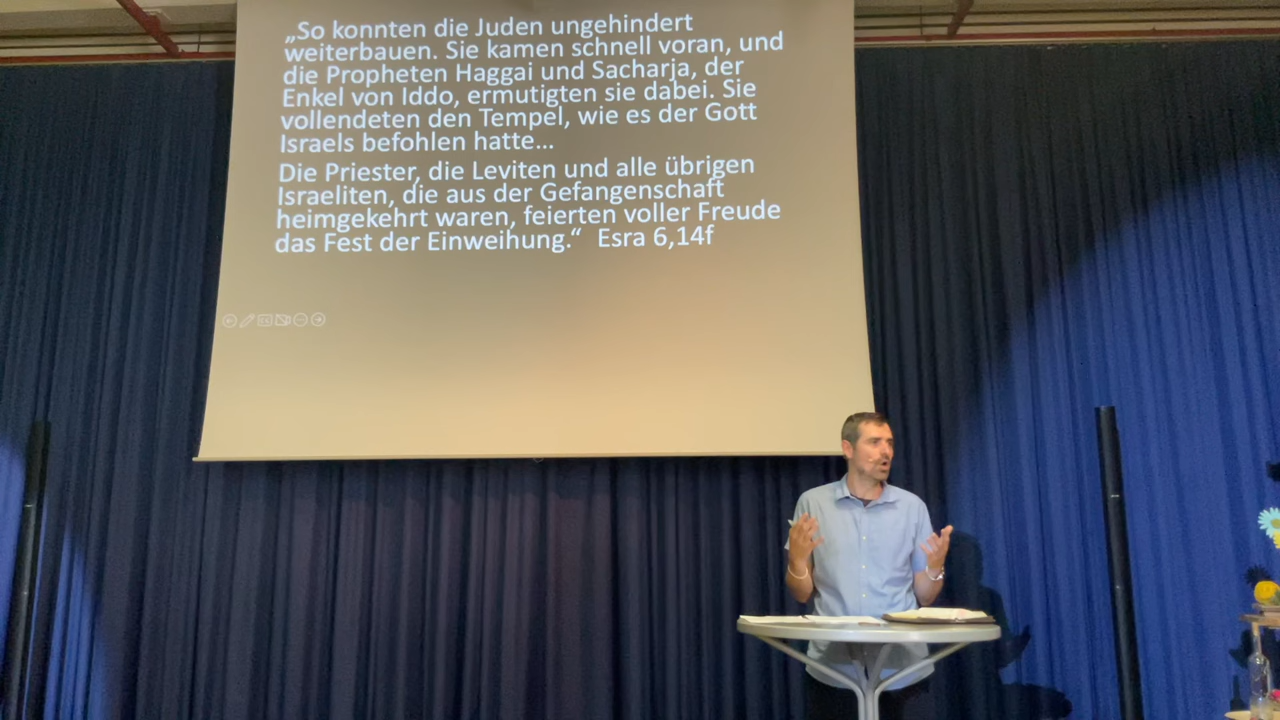 „So konnten die Juden ungehindert
weiterbauen. Sie kamen schnell voran, und
die Propheten Haggai und Sacharja, der
Enkel von Iddo, ermutigten sie dabei. Sie
vollendeten den Tempel, wie es der Gott
Israels befohlen hatte...
Die Priester, die Leviten und alle übrigen
Israeliten, die aus der Gefangenschaft
heimgekehrt waren, feierten voller Freude
das Fest der Einweihung.“ Esra 6,14f